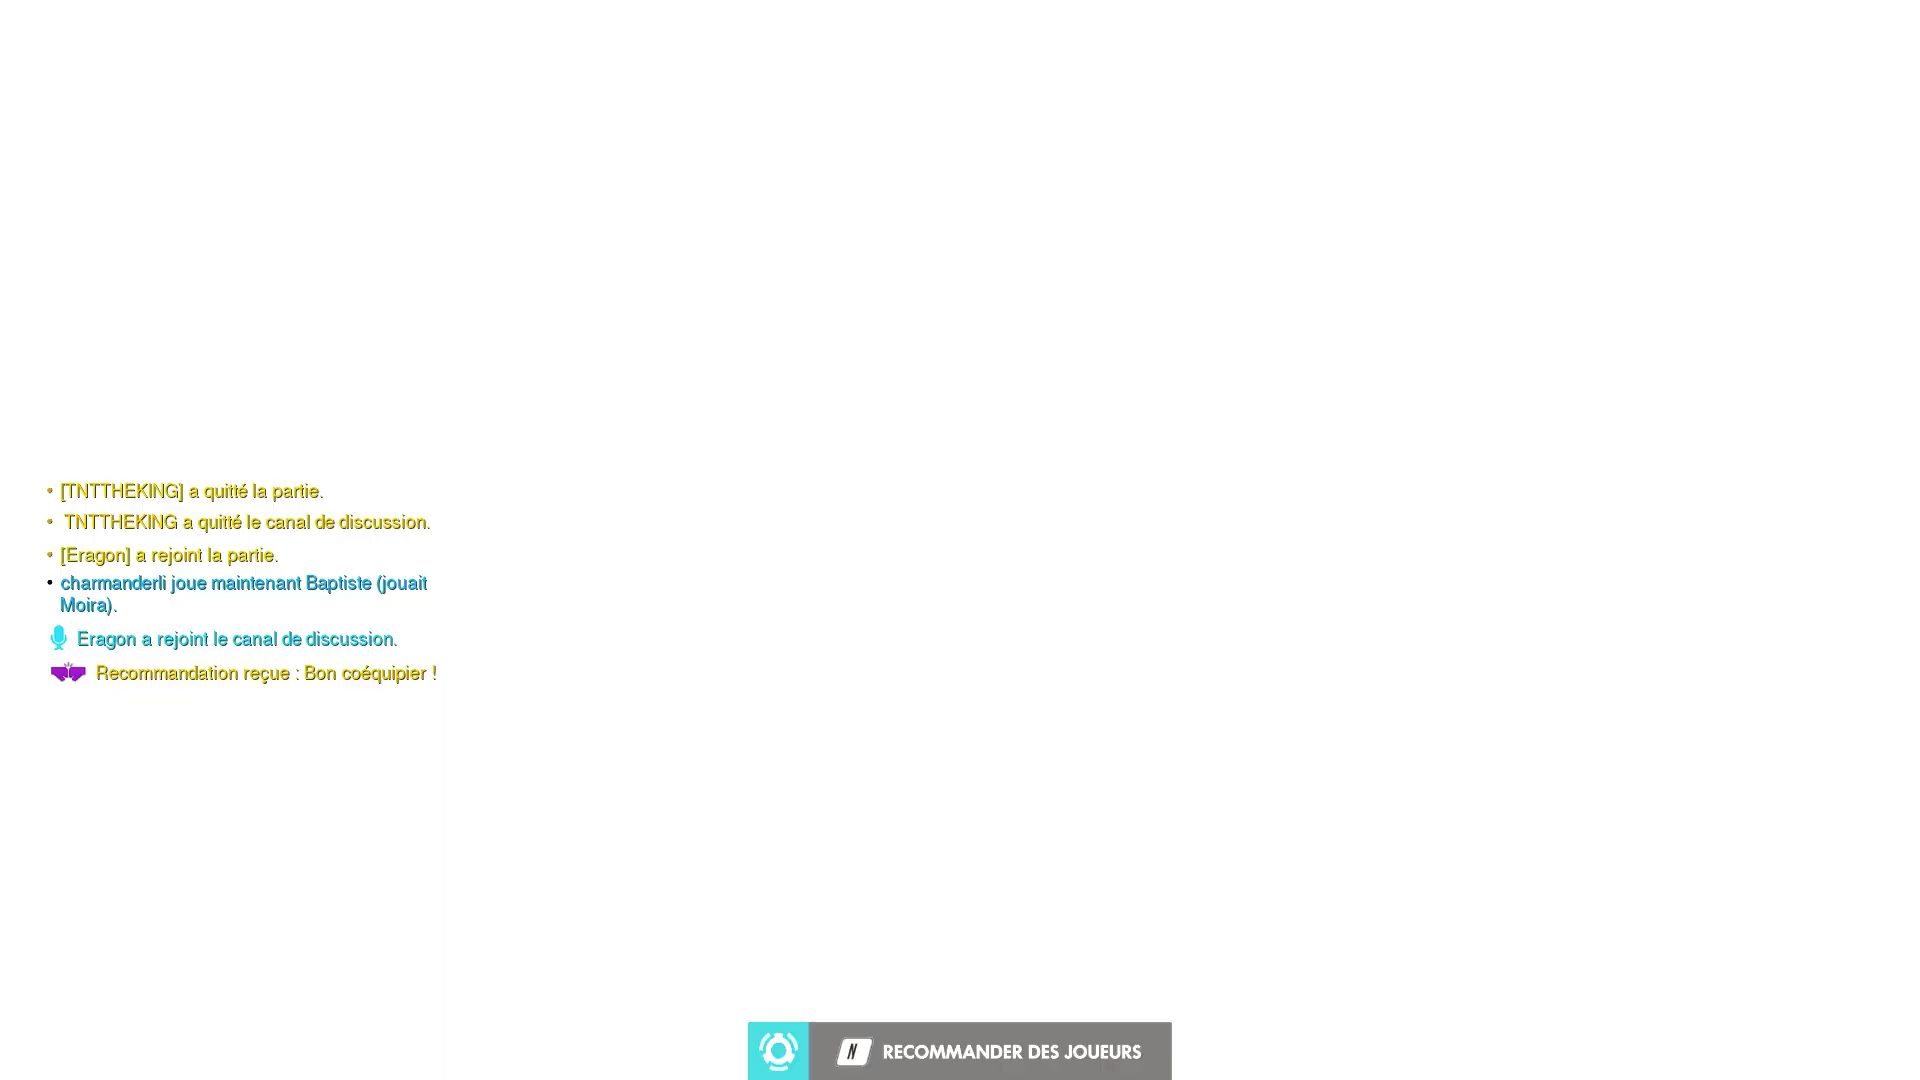 • [TNTTHEKING] a quitté la partie.
• TNTTHEKING a quitté le canal de discussion.
• [Eragon] a rejoint la partie.
• charmanderli joue maintenant Baptiste (jouait
Moira).
Eragon a rejoint le canal de discussion.
Recommandation reçue : Bon coéquipier !
N RECOMMANDER DES JOUEURS